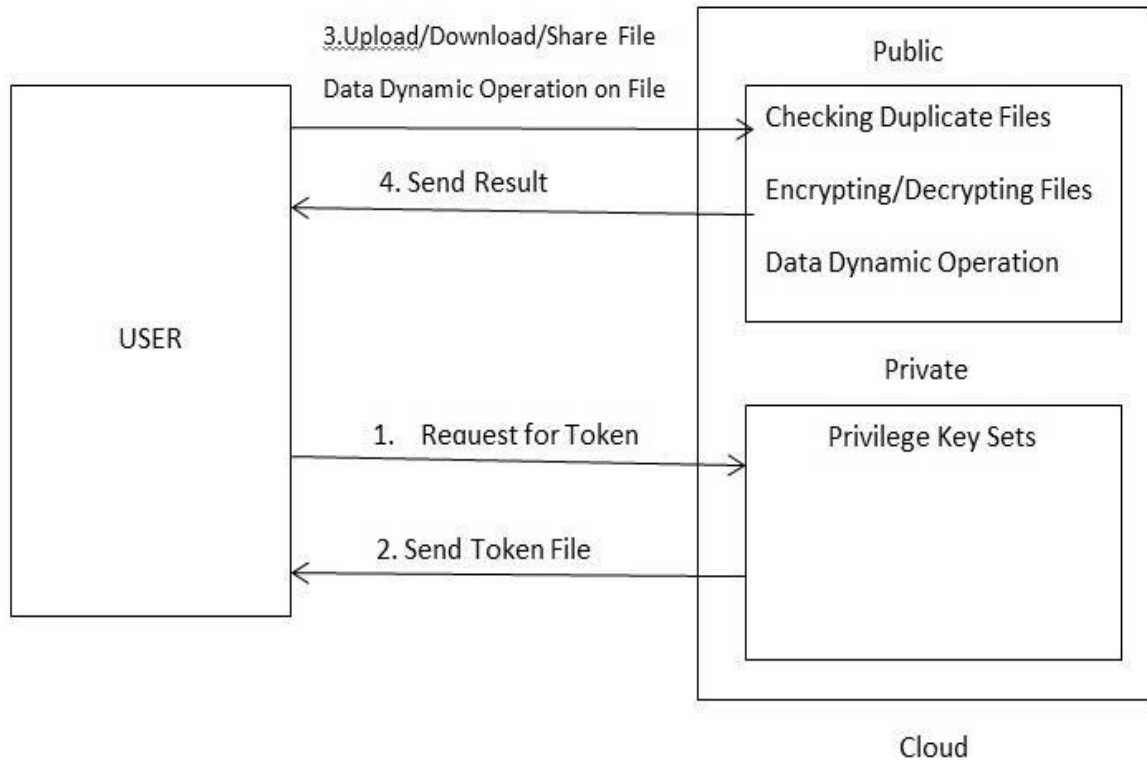 3.Upload/Download/Share File
Data Dynamic Operation on File
Public
Checking Duplicate Files
4. Send Result
Encrypting/Decrypting Files
Data Dynamic Operation
USER
Private
1. Request for Token
Privilege Key Sets
2. Send Token File
Cloud